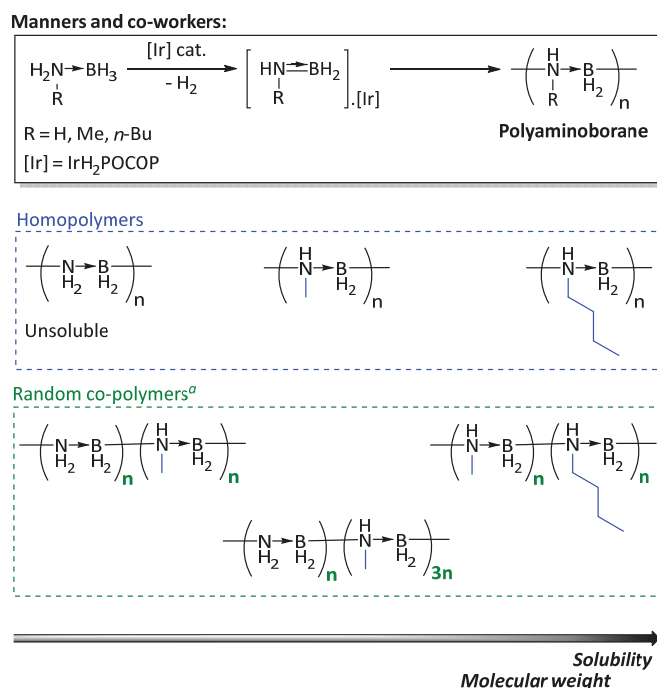 Manners and co-workers:
H2N→BH3
R
[Ir] cat.
- H2
[HN=BH2].[Ir]
R
(N→B)n
H
R
H2
R = H, Me, n-Bu
[Ir] = IrH2POCOP
Polyaminoborane
Homopolymers
(N→B)n
H2 H2
H
(N→B)n
H2
H
(N→B)n
H2
Unsoluble
Random co-polymersa
H
(N→B)n(N→B)n
H2 H2 H2
H H
(N→B)n(N→B)n
H2 H2
H
(N→B)n(N→B)3n
H2 H2 H2
Solubility
Molecular weight